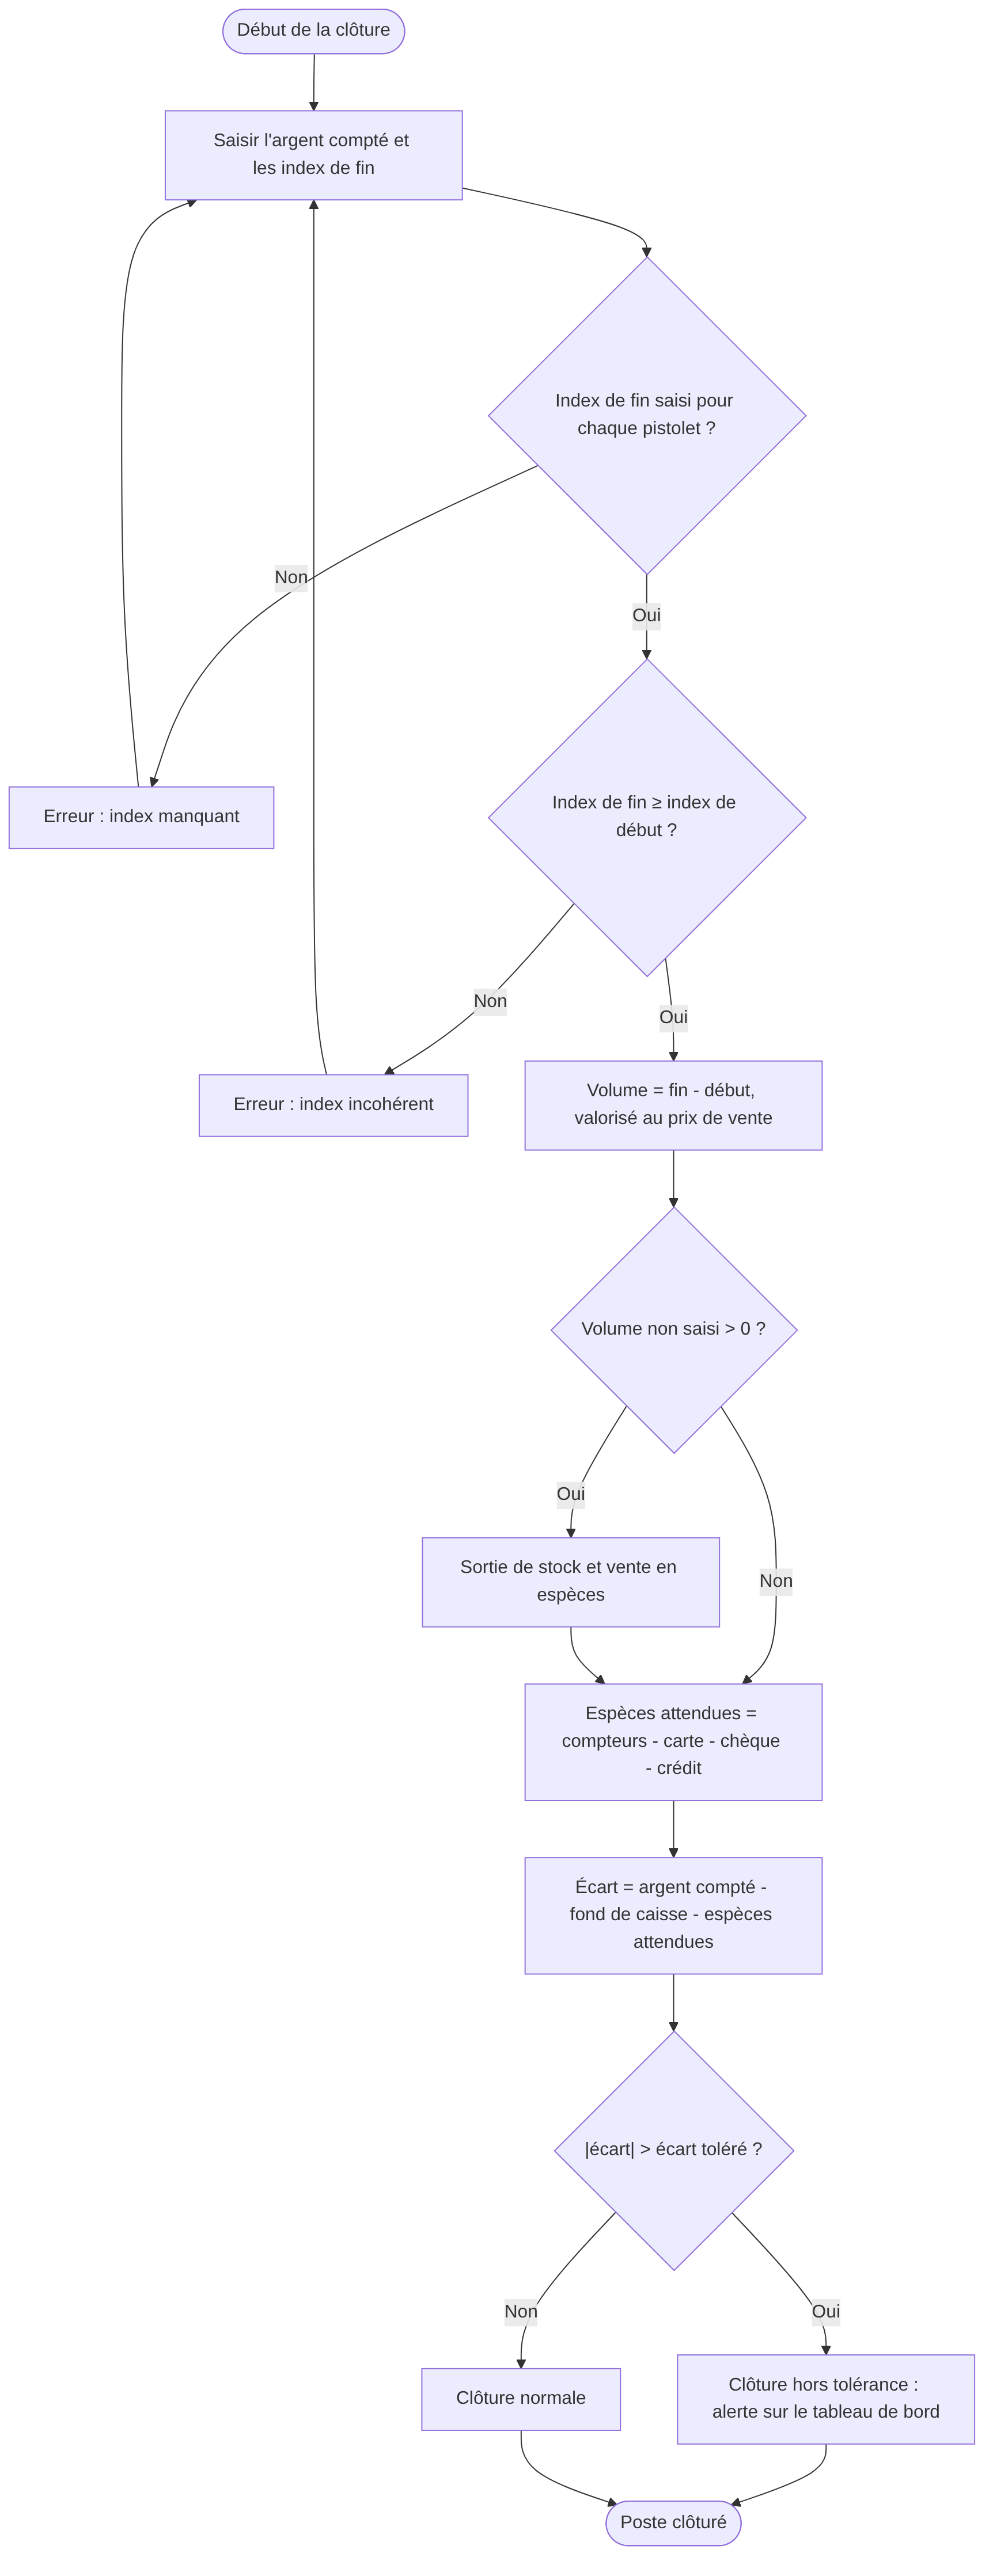 Début de la clôture
Saisir l'argent compté et
les index de fin
Index de fin saisi pour
chaque pistolet ?
Non
Oui
Index de fin ≥ index de
début ?
Erreur : index manquant
Non
Oui
Erreur : index incohérent
Volume = fin - début,
valorisé au prix de vente
Volume non saisi > 0 ?
Oui
Sortie de stock et vente en
espèces
Non
Espèces attendues =
compteurs - carte - chèque
- crédit
Écart = argent compté -
fond de caisse - espèces
attendues
|écart| > écart toléré ?
Non
Oui
Clôture normale
Clôture hors tolérance :
alerte sur le tableau de bord
Poste clôturé